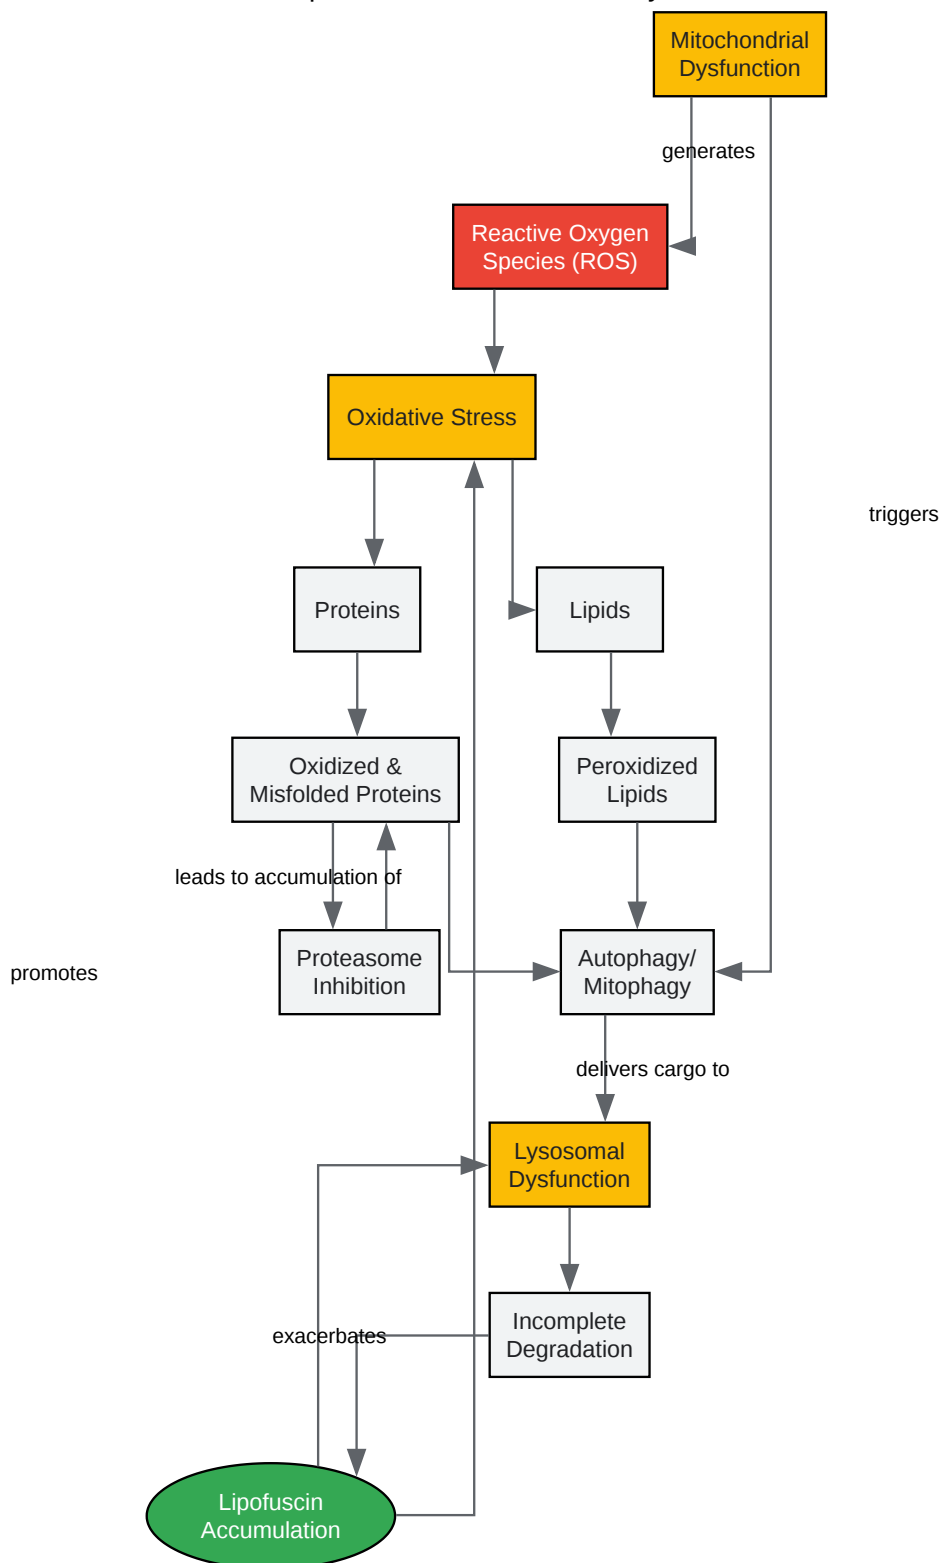 Mitochondrial
Dysfunction
generates
Reactive Oxygen
Species (ROS)
Oxidative Stress
triggers
Proteins
Lipids
Oxidized &
Misfolded Proteins
Peroxidized
Lipids
leads to accumulation of
Proteasome
Inhibition
Autophagy/
Mitophagy
promotes
delivers cargo to
Lysosomal
Dysfunction
Incomplete
Degradation
exacerbates
Lipofuscin
Accumulation